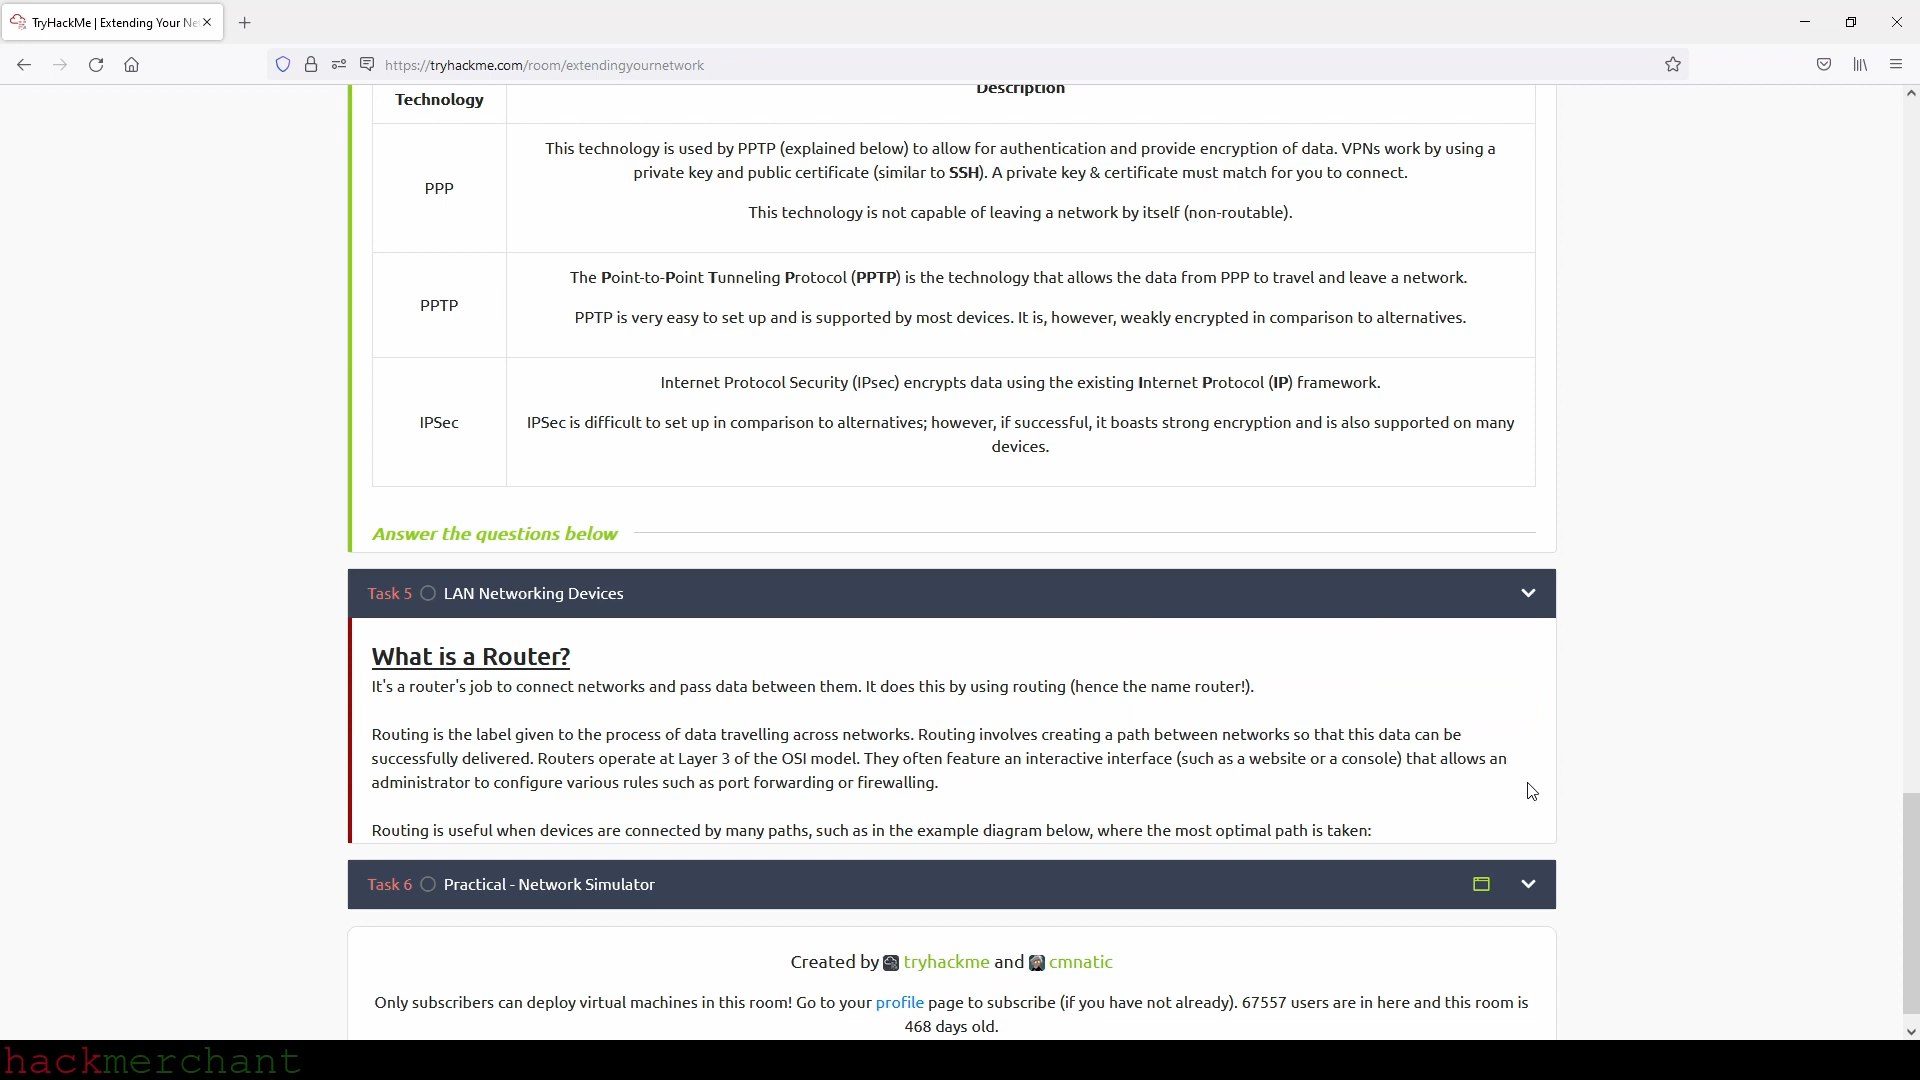 TryHackMe | Extending Your Ne
https://tryhackme.com/room/extendingyournetwork
Technology
Description
This technology is used by PPTP (explained below) to allow for authentication and provide encryption of data. VPNs work by using a
private key and public certificate (similar to SSH). A private key & certificate must match for you to connect.
PPP
This technology is not capable of leaving a network by itself (non-routable).
The Point-to-Point Tunneling Protocol (PPTP) is the technology that allows the data from PPP to travel and leave a network.
PPTP
PPTP is very easy to set up and is supported by most devices. It is, however, weakly encrypted in comparison to alternatives.
Internet Protocol Security (IPsec) encrypts data using the existing Internet Protocol (IP) framework.
IPSec
IPSec is difficult to set up in comparison to alternatives; however, if successful, it boasts strong encryption and is also supported on many
devices.
Answer the questions below
Task 5 LAN Networking Devices
What is a Router?
It's a router's job to connect networks and pass data between them. It does this by using routing (hence the name router!).
Routing is the label given to the process of data travelling across networks. Routing involves creating a path between networks so that this data can be
successfully delivered. Routers operate at Layer 3 of the OSI model. They often feature an interactive interface (such as a website or a console) that allows an
administrator to configure various rules such as port forwarding or firewalling.
Routing is useful when devices are connected by many paths, such as in the example diagram below, where the most optimal path is taken:
Task 6 Practical - Network Simulator
Created by tryhackme and cmnatic
Only subscribers can deploy virtual machines in this room! Go to your profile page to subscribe (if you have not already). 67557 users are in here and this room is
468 days old.
hackmerchant